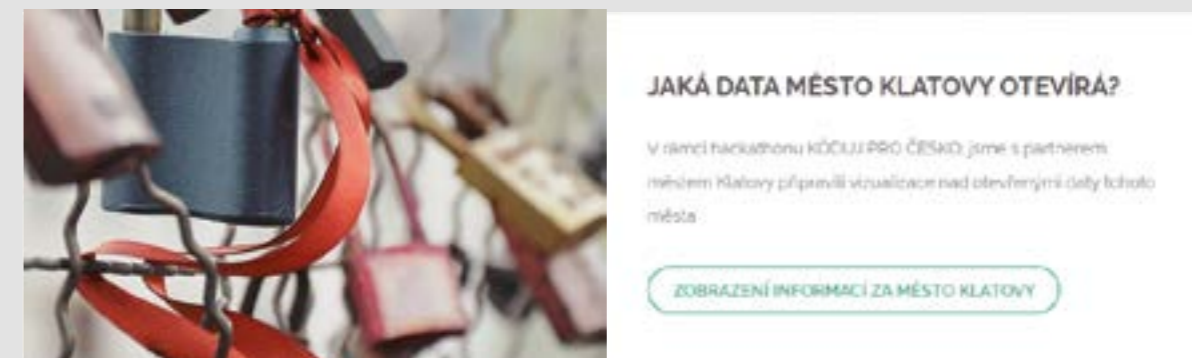 JAKÁ DATA MĚSTO KLATOVY OTEVÍRÁ?
V rámci hackathonu KÓDUJ PRO ČESKO, jsme s partnerem
městem Klatovy připravili vizualizace nad otevřenými daty tohoto
města
ZOBRAZENÍ INFORMACÍ ZA MĚSTO KLATOVY